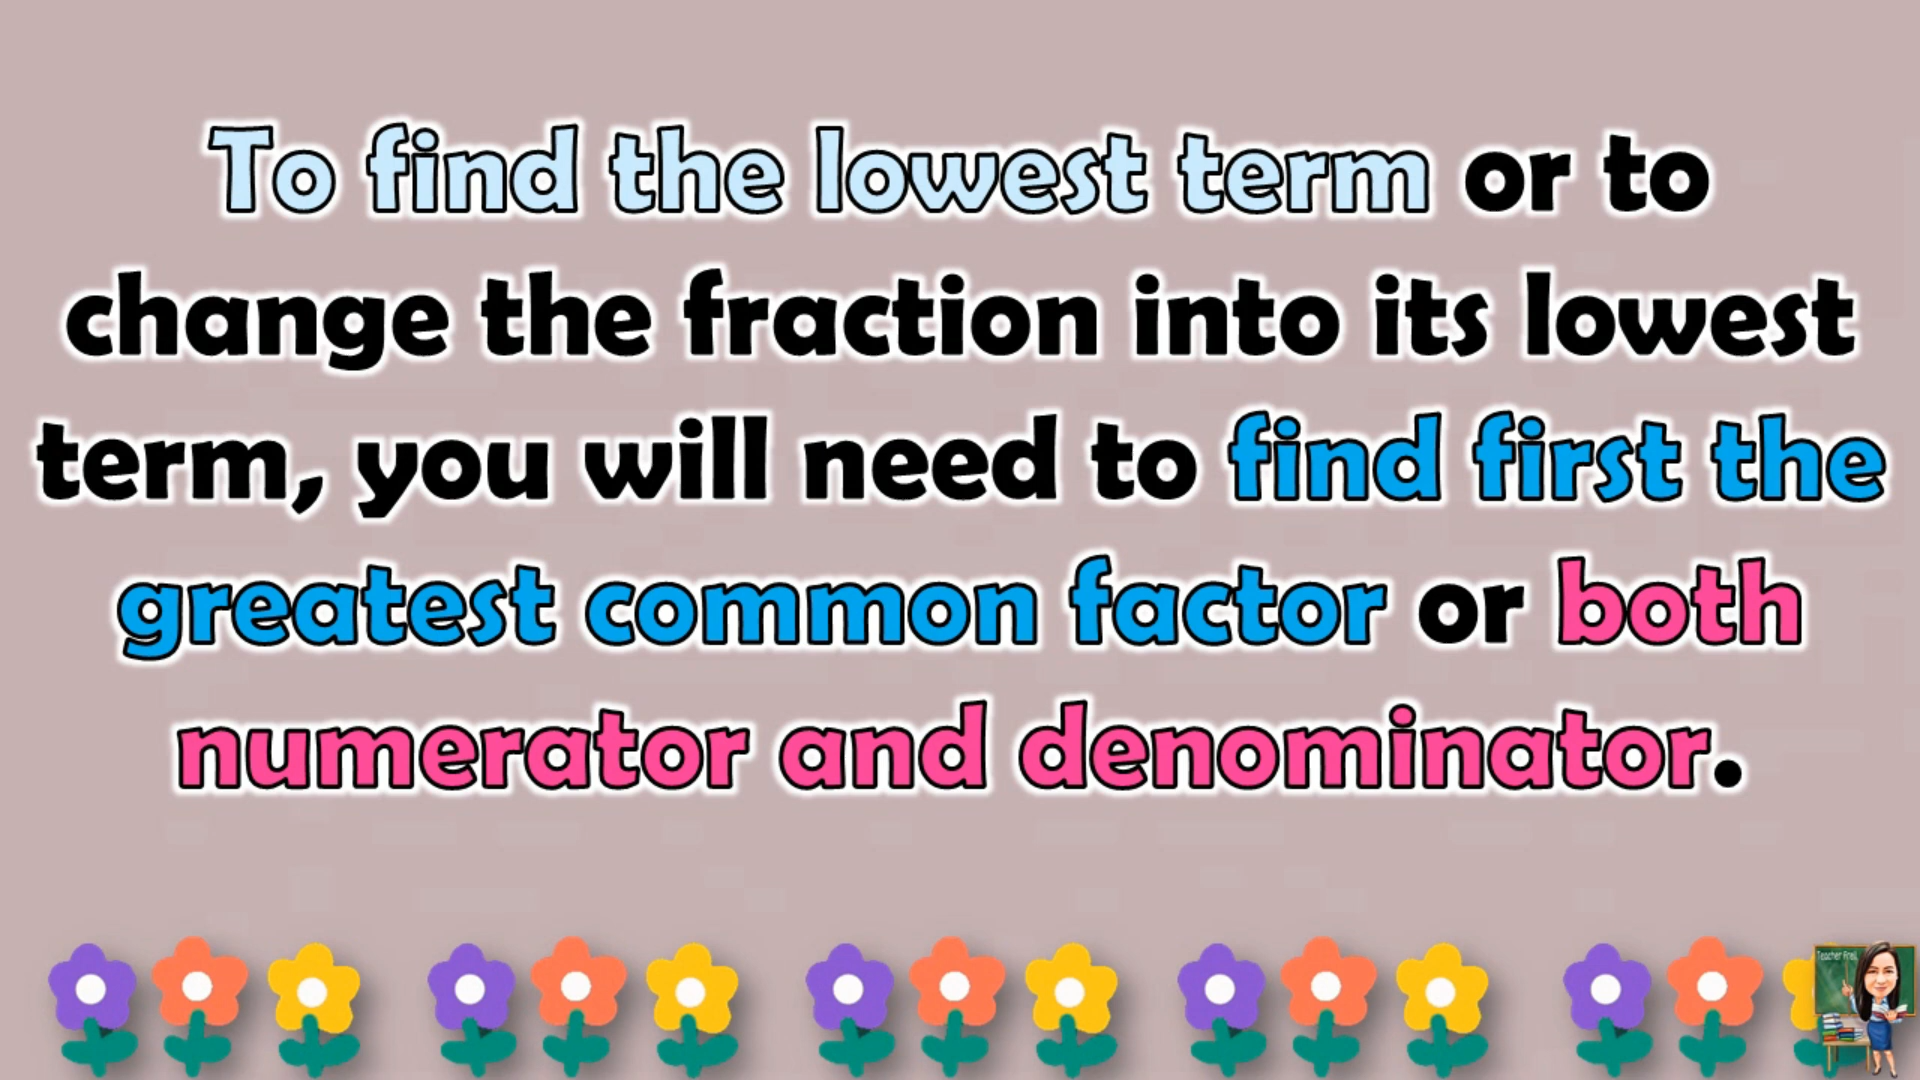 To find the lowest term or to
change the fraction into its lowest
term, you will need to find first the
greatest common factor or both
numerator and denominator.